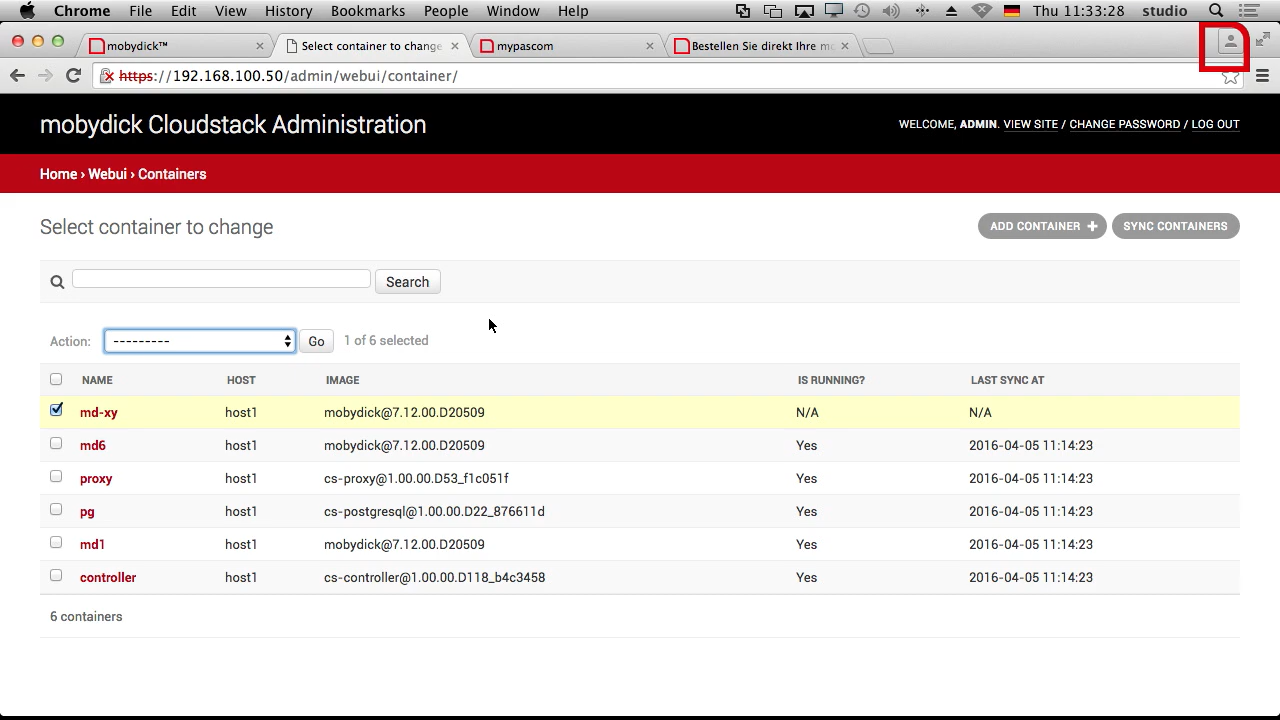 Chrome File Edit View History Bookmarks People Window Help Thu 11:33:28 studio
mobydick™ Select container to change mypascom Bestellen Sie direkt Ihre mo
https://192.168.100.50/admin/webui/container/
mobydick Cloudstack Administration WELCOME, ADMIN. VIEW SITE / CHANGE PASSWORD / LOG OUT
Home › Webui › Containers
Select container to change ADD CONTAINER + SYNC CONTAINERS
Search
Action: --------- Go 1 of 6 selected
NAME HOST IMAGE IS RUNNING? LAST SYNC AT
md-xy host1 mobydick@7.12.00.D20509 N/A N/A
md6 host1 mobydick@7.12.00.D20509 Yes 2016-04-05 11:14:23
proxy host1 cs-proxy@1.00.00.D53_f1c051f Yes 2016-04-05 11:14:23
pg host1 cs-postgresql@1.00.00.D22_876611d Yes 2016-04-05 11:14:23
md1 host1 mobydick@7.12.00.D20509 Yes 2016-04-05 11:14:23
controller host1 cs-controller@1.00.00.D118_b4c3458 Yes 2016-04-05 11:14:23
6 containers